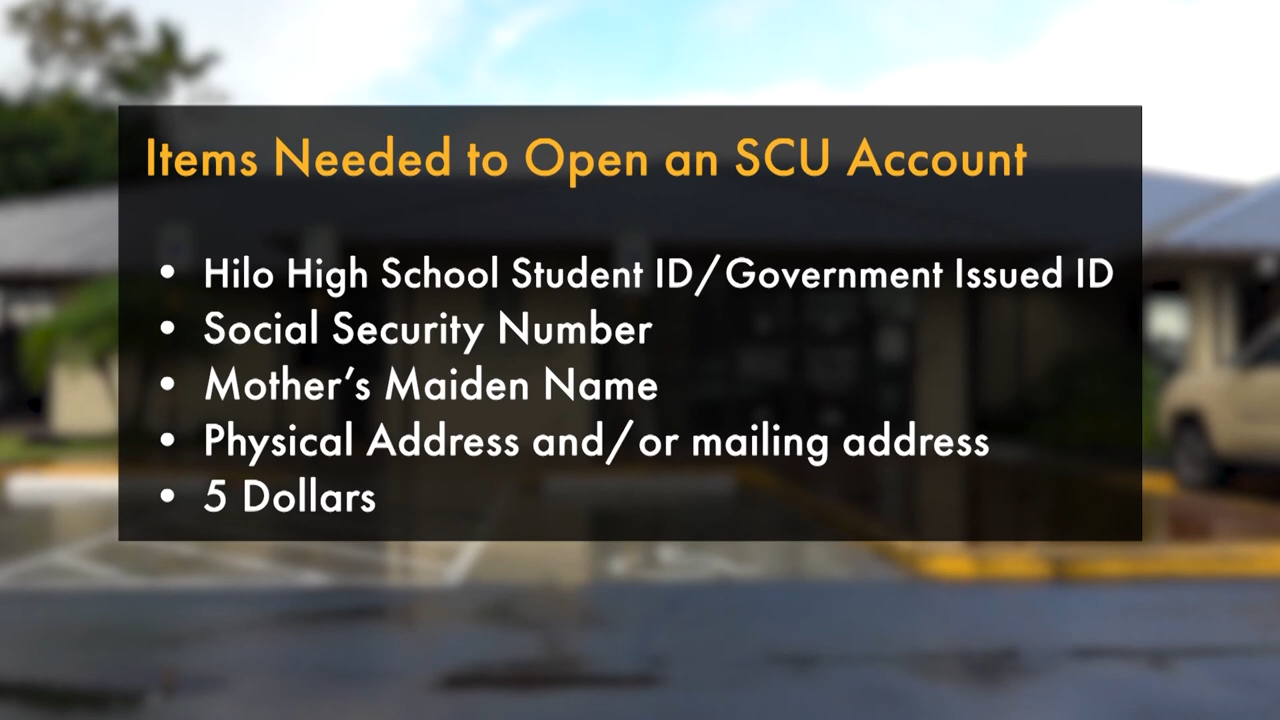 Items Needed to Open an SCU Account
• Hilo High School Student ID/Government Issued ID
• Social Security Number
• Mother’s Maiden Name
• Physical Address and/or mailing address
• 5 Dollars